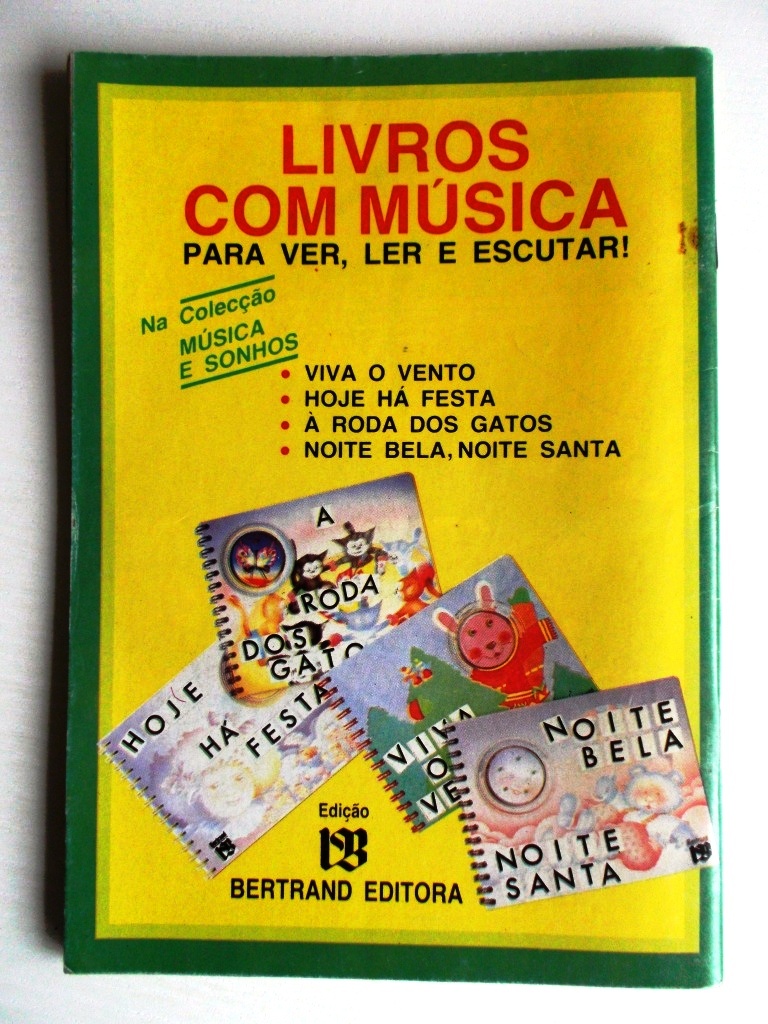 LIVROS
COM MÚSICA
PARA VER, LER E ESCUTAR!
Na Colecção
MÚSICA
E SONHOS
• VIVA O VENTO
• HOJE HÁ FESTA
• À RODA DOS GATOS
• NOITE BELA, NOITE SANTA
A
RODA
DOS
GATO
HOJE
HÁ
FESTA
VIVA
O
VE
NOITE
BELA
NOITE
SANTA
Edição
BERTRAND EDITORA